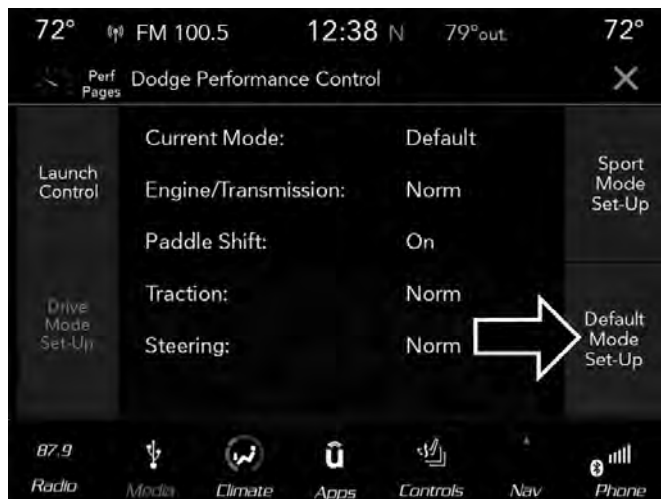 72° FM 100.5 12:38 N 79°out 72°
Perf
Pages
Dodge Performance Control
Launch
Control
Drive
Mode
Set-Up
Current Mode: Default
Engine/Transmission: Norm
Paddle Shift: On
Traction: Norm
Steering: Norm
Sport
Mode
Set-Up
Default
Mode
Set-Up
87.9
Radio Media Climate Apps Controls Nav Phone